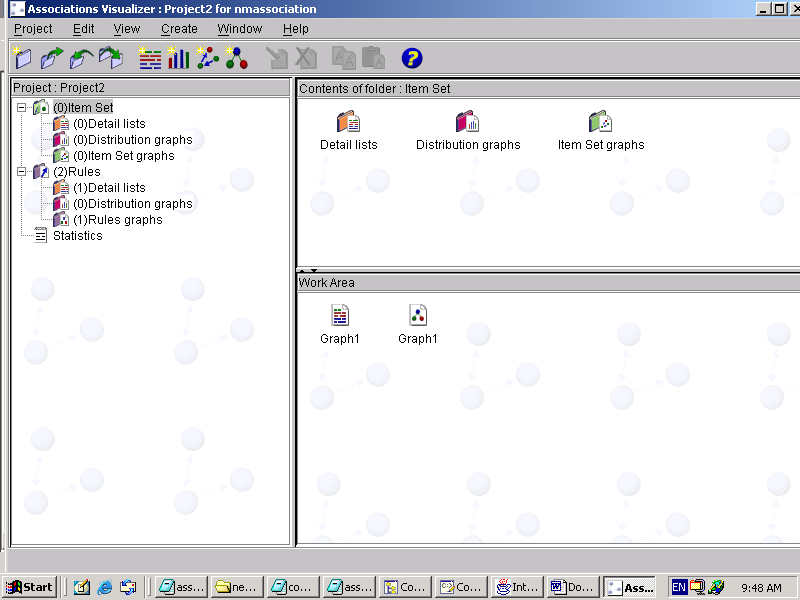 Associations Visualizer : Project2 for nmassociation
Project Edit View Create Window Help
Project : Project2
(0)Item Set
(0)Detail lists
(0)Distribution graphs
(0)Item Set graphs
(2)Rules
(1)Detail lists
(0)Distribution graphs
(1)Rules graphs
Statistics
Contents of folder : Item Set
Detail lists Distribution graphs Item Set graphs
Work Area
Graph1 Graph1
Start ass... ne... co... ass... Co... Co... Int... Do... Ass... EN 9:48 AM